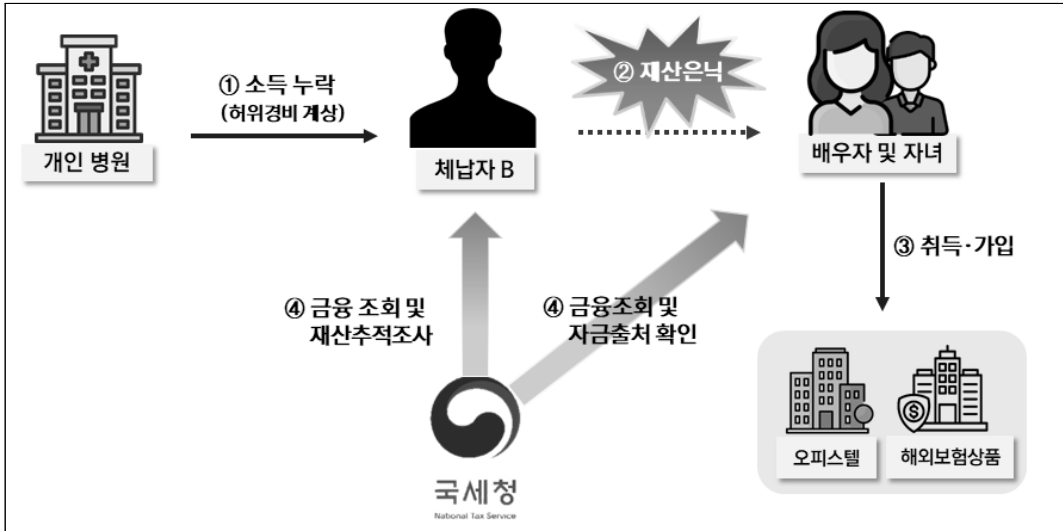 ① 소득 누락
(허위경비 계상)
② 재산은닉
개인 병원
체납자 B
배우자 및 자녀
③ 취득·가입
④ 금융 조회 및
재산추적조사
④ 금융조회 및
자금출처 확인
오피스텔
해외보험상품
국세청
National Tax Service